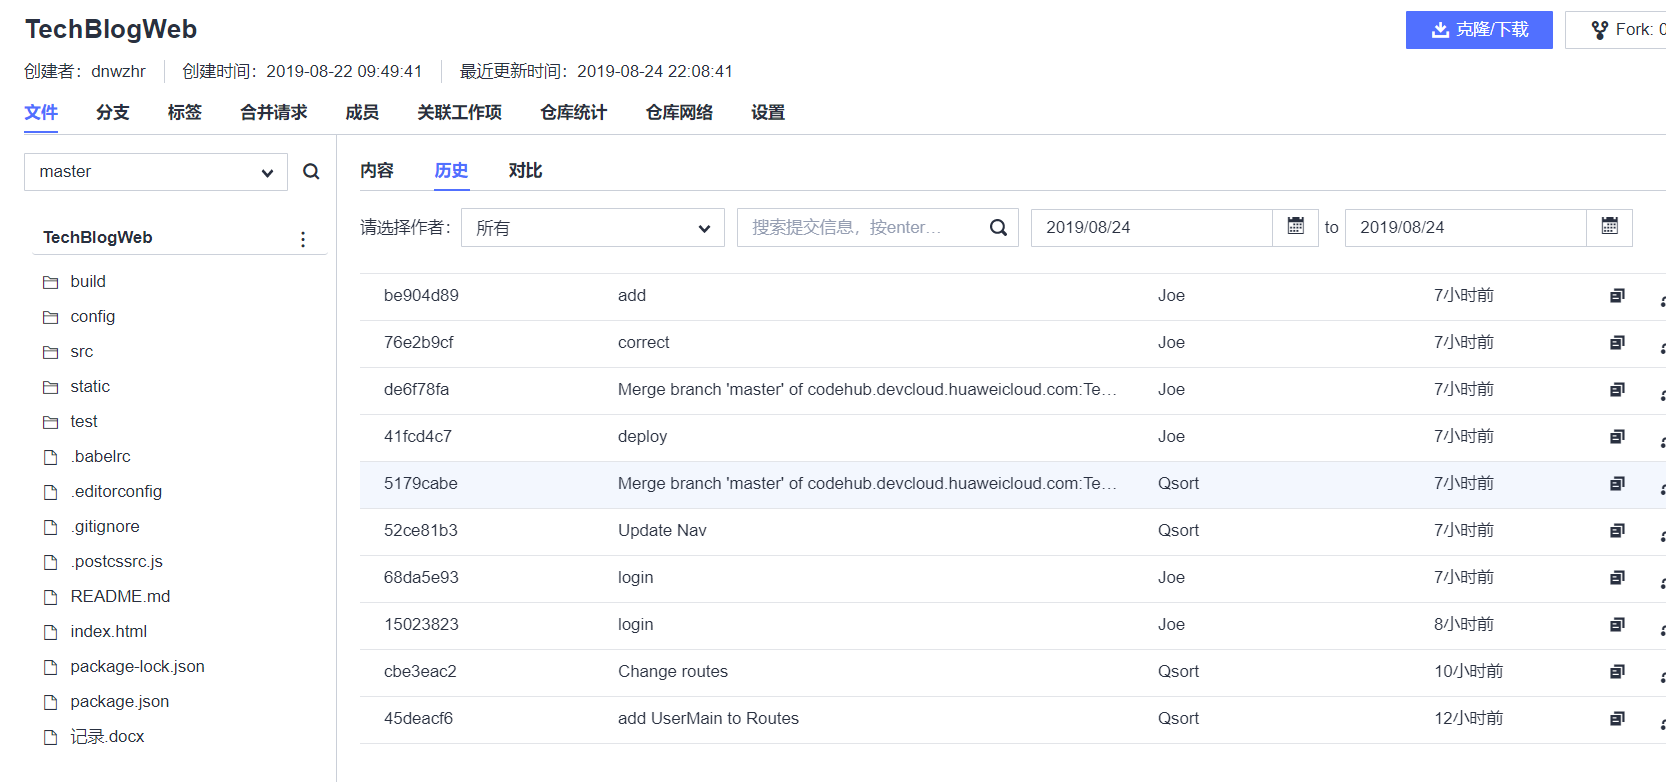 TechBlogWeb
克隆/下载
Fork: 0
创建者：dnwzhr 创建时间：2019-08-22 09:49:41 最近更新时间：2019-08-24 22:08:41
文件 分支 标签 合并请求 成员 关联工作项 仓库统计 仓库网络 设置
master
TechBlogWeb
build
config
src
static
test
.babelrc
.editorconfig
.gitignore
.postcssrc.js
README.md
index.html
package-lock.json
package.json
记录.docx
内容 历史 对比
请选择作者： 所有 搜索提交信息，按enter... 2019/08/24 to 2019/08/24
be904d89 add Joe 7小时前
76e2b9cf correct Joe 7小时前
de6f78fa Merge branch 'master' of codehub.devcloud.huaweicloud.com:Te... Joe 7小时前
41fcd4c7 deploy Joe 7小时前
5179cabe Merge branch 'master' of codehub.devcloud.huaweicloud.com:Te... Qsort 7小时前
52ce81b3 Update Nav Qsort 7小时前
68da5e93 login Joe 7小时前
15023823 login Joe 8小时前
cbe3eac2 Change routes Qsort 10小时前
45deacf6 add UserMain to Routes Qsort 12小时前